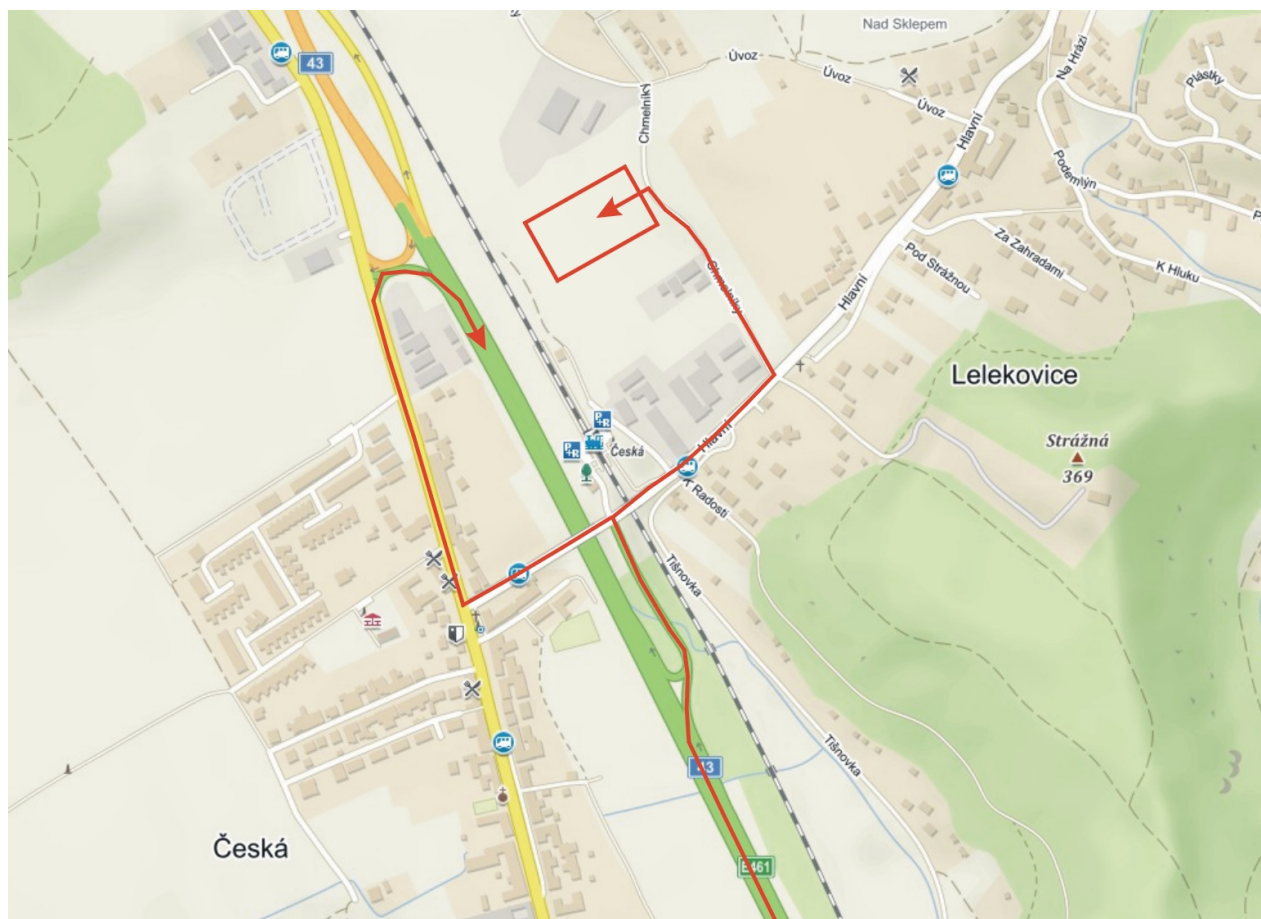 Nad Sklepem
43
Úvoz
Úvoz
Úvoz
Na Hrázi
Plástky
Chmelníky
Hlavní
Podemlýn
Za Zahradami
K Hluku
Pod Strážnou
Hlavní
Chmelníky
Lelekovice
P+R
P+R
Česká
Hlavní
Strážná
369
K Radosti
Tišnovka
Tišnovka
43
Česká
E461